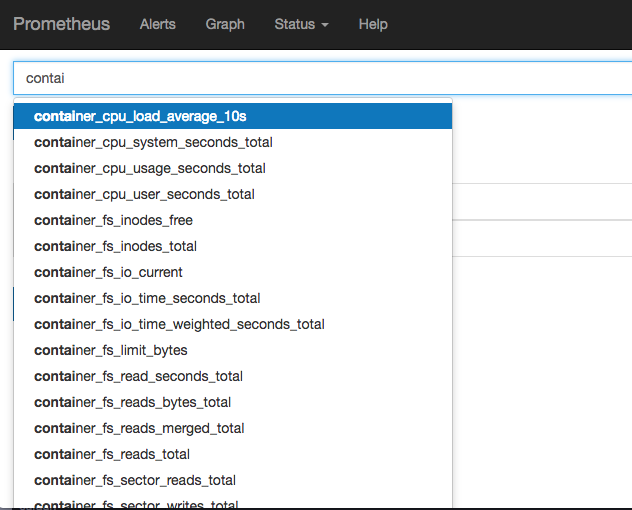 Prometheus Alerts Graph Status Help
contai
container_cpu_load_average_10s
container_cpu_system_seconds_total
container_cpu_usage_seconds_total
container_cpu_user_seconds_total
container_fs_inodes_free
container_fs_inodes_total
container_fs_io_current
container_fs_io_time_seconds_total
container_fs_io_time_weighted_seconds_total
container_fs_limit_bytes
container_fs_read_seconds_total
container_fs_reads_bytes_total
container_fs_reads_merged_total
container_fs_reads_total
container_fs_sector_reads_total
container_fs_sector_writes_total